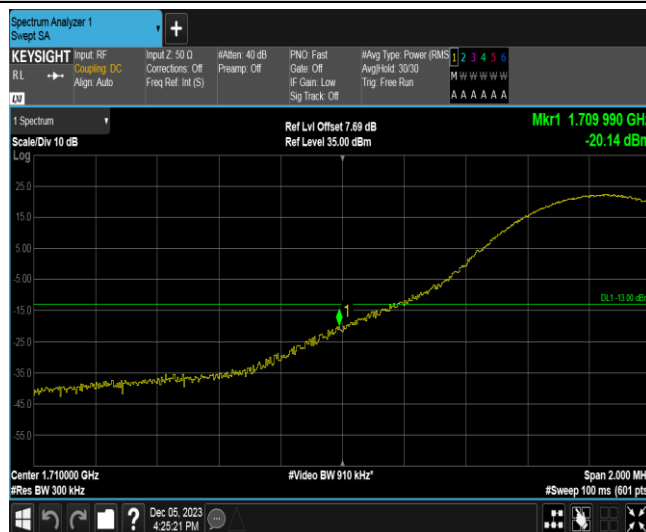 Spectrum Analyzer 1
Swept SA
+
KEYSIGHT
RL
LXI
Input: RF
Coupling: DC
Align: Auto
Input Z: 50 Ω
Corrections: Off
Freq Ref: Int (S)
#Atten: 40 dB
Preamp: Off
PNO: Fast
Gate: Off
IF Gain: Low
Sig Track: Off
#Avg Type: Power (RMS
Avg|Hold: 30/30
Trig: Free Run
1 2 3 4 5 6
M W W W W W
A A A A A A
1 Spectrum
Scale/Div 10 dB
Log
Ref Lvl Offset 7.69 dB
Ref Level 35.00 dBm
Mkr1 1.709 990 GHz
-20.14 dBm
25.0
15.0
5.00
-5.00
DL1 -13.00 dBm
-15.0
1
-25.0
-35.0
-45.0
-55.0
Center 1.710000 GHz
#Res BW 300 kHz
#Video BW 910 kHz*
Span 2.000 MH
#Sweep 100 ms (601 pts
?
Dec 05, 2023
4:25:21 PM